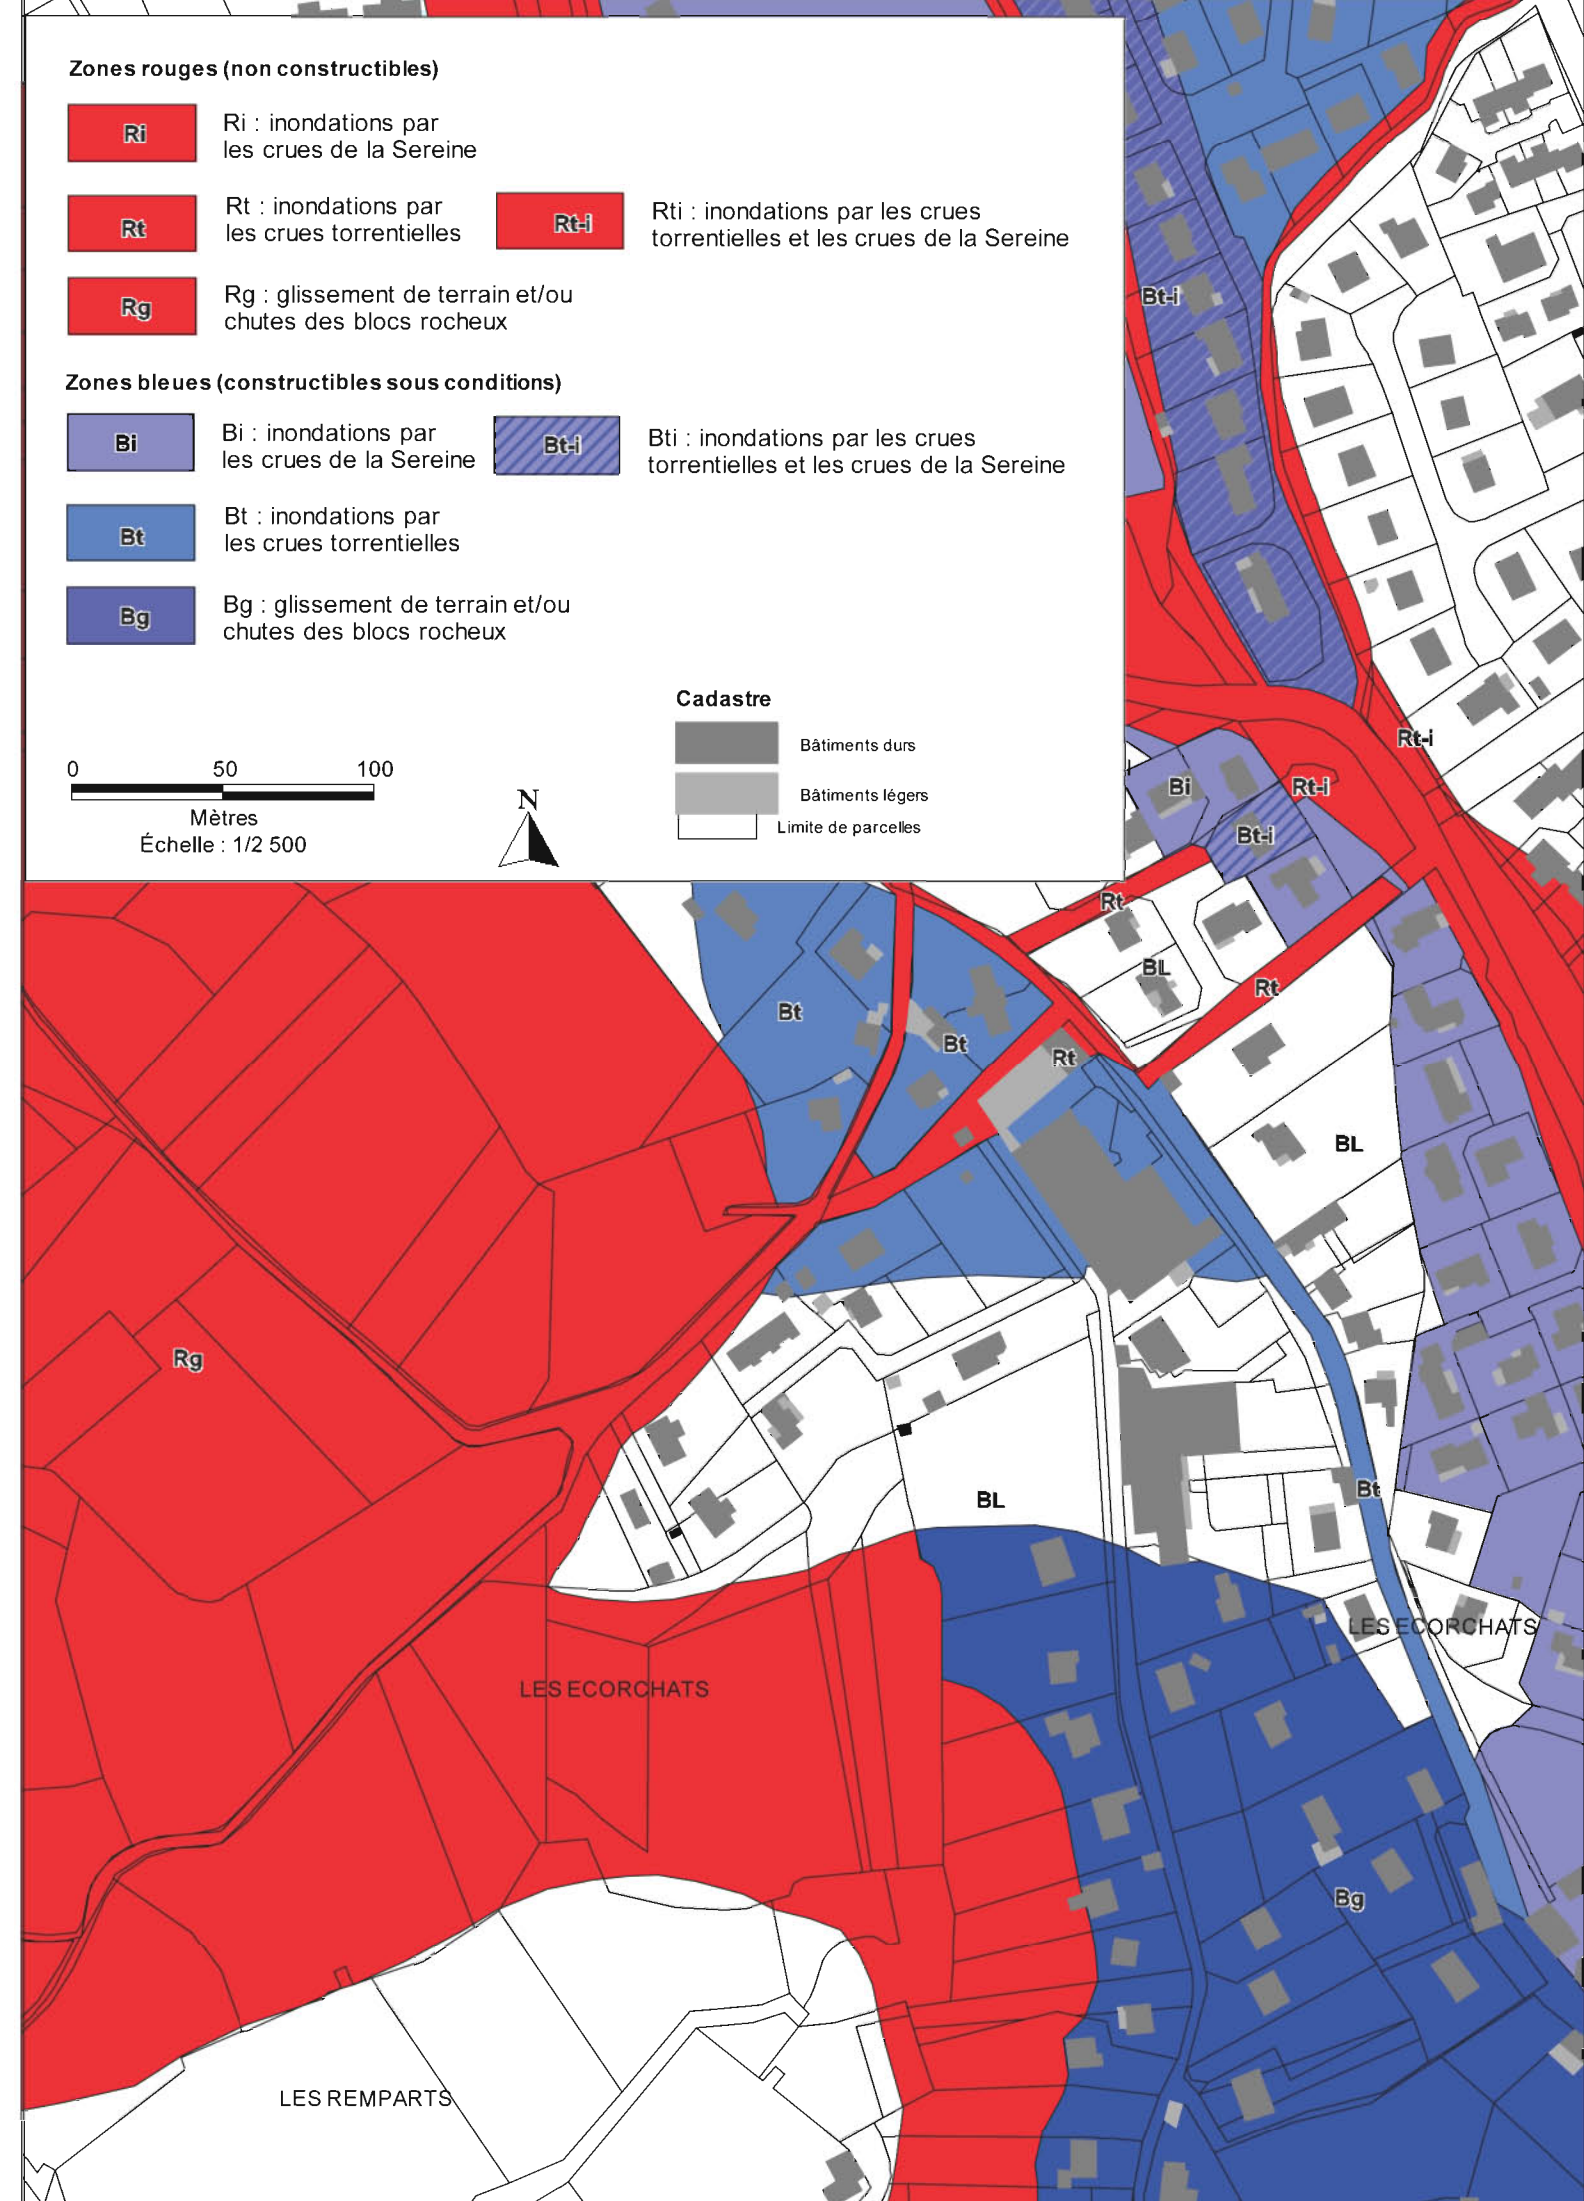 Zones rouges (non constructibles)
Ri
Ri : inondations par
les crues de la Sereine
Rt
Rt : inondations par
les crues torrentielles
Rt-i
Rti : inondations par les crues
torrentielles et les crues de la Sereine
Rg
Rg : glissement de terrain et/ou
chutes des blocs rocheux
Zones bleues (constructibles sous conditions)
Bi
Bi : inondations par
les crues de la Sereine
Bt-i
Bti : inondations par les crues
torrentielles et les crues de la Sereine
Bt
Bt : inondations par
les crues torrentielles
Bg
Bg : glissement de terrain et/ou
chutes des blocs rocheux
Cadastre
Bâtiments durs
Bâtiments légers
Limite de parcelles
0 50 100
Mètres
Échelle : 1/2 500
N
Bt-i
Rt-i
Bi
Rt-i
Bt-i
Rt
BL
Rt
Bt
Bt
Rt
BL
Rg
Bt
BL
LES ECORCHATS
LES ECORCHATS
Bg
LES REMPARTS